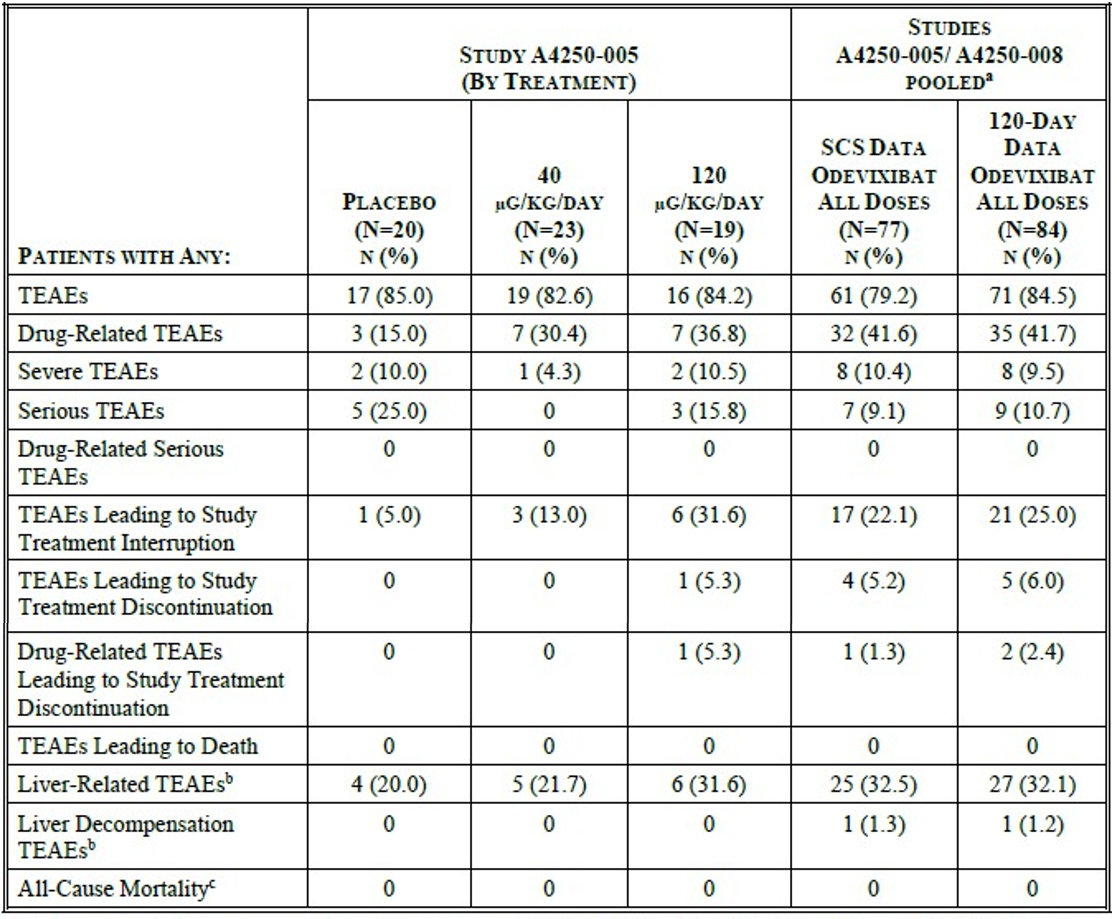 STUDY A4250-005
(BY TREATMENT)
STUDIES
A4250-005/ A4250-008
POOLEDa
PATIENTS WITH ANY:
PLACEBO
(N=20)
N (%)
40
μG/KG/DAY
(N=23)
N (%)
120
μG/KG/DAY
(N=19)
N (%)
SCS DATA
ODEVIXIBAT
ALL DOSES
(N=77)
N (%)
120-DAY
DATA
ODEVIXIBAT
ALL DOSES
(N=84)
N (%)
TEAEs 17 (85.0) 19 (82.6) 16 (84.2) 61 (79.2) 71 (84.5)
Drug-Related TEAEs 3 (15.0) 7 (30.4) 7 (36.8) 32 (41.6) 35 (41.7)
Severe TEAEs 2 (10.0) 1 (4.3) 2 (10.5) 8 (10.4) 8 (9.5)
Serious TEAEs 5 (25.0) 0 3 (15.8) 7 (9.1) 9 (10.7)
Drug-Related Serious 0 0 0 0 0
TEAEs
TEAEs Leading to Study 1 (5.0) 3 (13.0) 6 (31.6) 17 (22.1) 21 (25.0)
Treatment Interruption
TEAEs Leading to Study 0 0 1 (5.3) 4 (5.2) 5 (6.0)
Treatment Discontinuation
Drug-Related TEAEs 0 0 1 (5.3) 1 (1.3) 2 (2.4)
Leading to Study Treatment
Discontinuation
TEAEs Leading to Death 0 0 0 0 0
Liver-Related TEAEsb 4 (20.0) 5 (21.7) 6 (31.6) 25 (32.5) 27 (32.1)
Liver Decompensation 0 0 0 1 (1.3) 1 (1.2)
TEAEsb
All-Cause Mortalityc 0 0 0 0 0